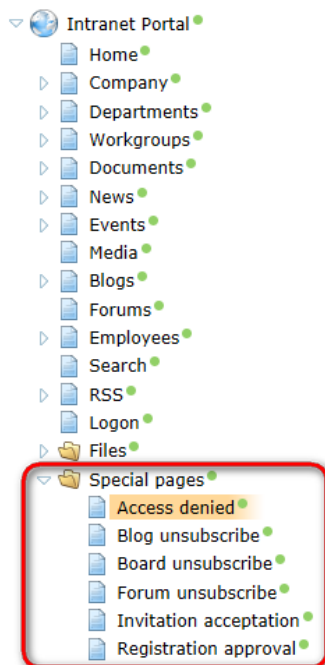 Intranet Portal
Home
Company
Departments
Workgroups
Documents
News
Events
Media
Blogs
Forums
Employees
Search
RSS
Logon
Files
Special pages
Access denied
Blog unsubscribe
Board unsubscribe
Forum unsubscribe
Invitation acceptation
Registration approval